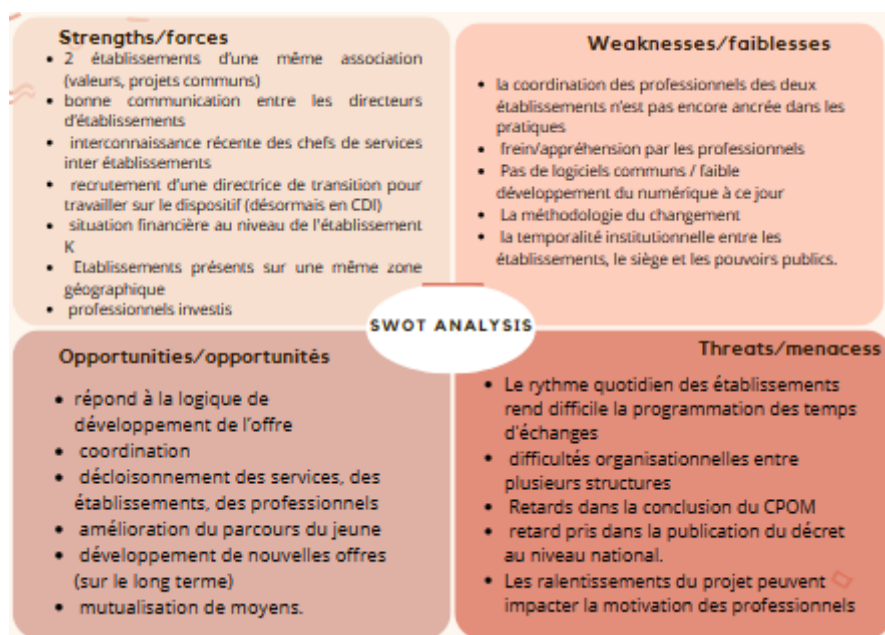 Strengths/forces
• 2 établissements d'une même association
(valeurs, projets communs)
• bonne communication entre les directeurs
d'établissements
• interconnaissance récente des chefs de services
inter établissements
• recrutement d'une directrice de transition pour
travailler sur le dispositif (désormais en CDI)
• situation financière au niveau de l'établissement
K
• Etablissements présents sur une même zone
géographique
• professionnels investis
Weaknesses/faiblesses
• la coordination des professionnels des deux
établissements n'est pas encore ancrée dans les
pratiques
• frein/appréhension par les professionnels
• Pas de logiciels communs / faible
développement du numérique à ce jour
• La méthodologie du changement
• la temporalité institutionnelle entre les
établissements, le siège et les pouvoirs publics.
SWOT ANALYSIS
Opportunities/opportunités
• répond à la logique de
développement de l'offre
• coordination
• décloisonnement des services, des
établissements, des professionnels
• amélioration du parcours du jeune
• développement de nouvelles offres
(sur le long terme)
• mutualisation de moyens.
Threats/menacess
• Le rythme quotidien des établissements
rend difficile la programmation des temps
d'échanges
• difficultés organisationnelles entre
plusieurs structures
• Retards dans la conclusion du CPOM
• retard pris dans la publication du décret
au niveau national.
• Les ralentissements du projet peuvent
impacter la motivation des professionnels